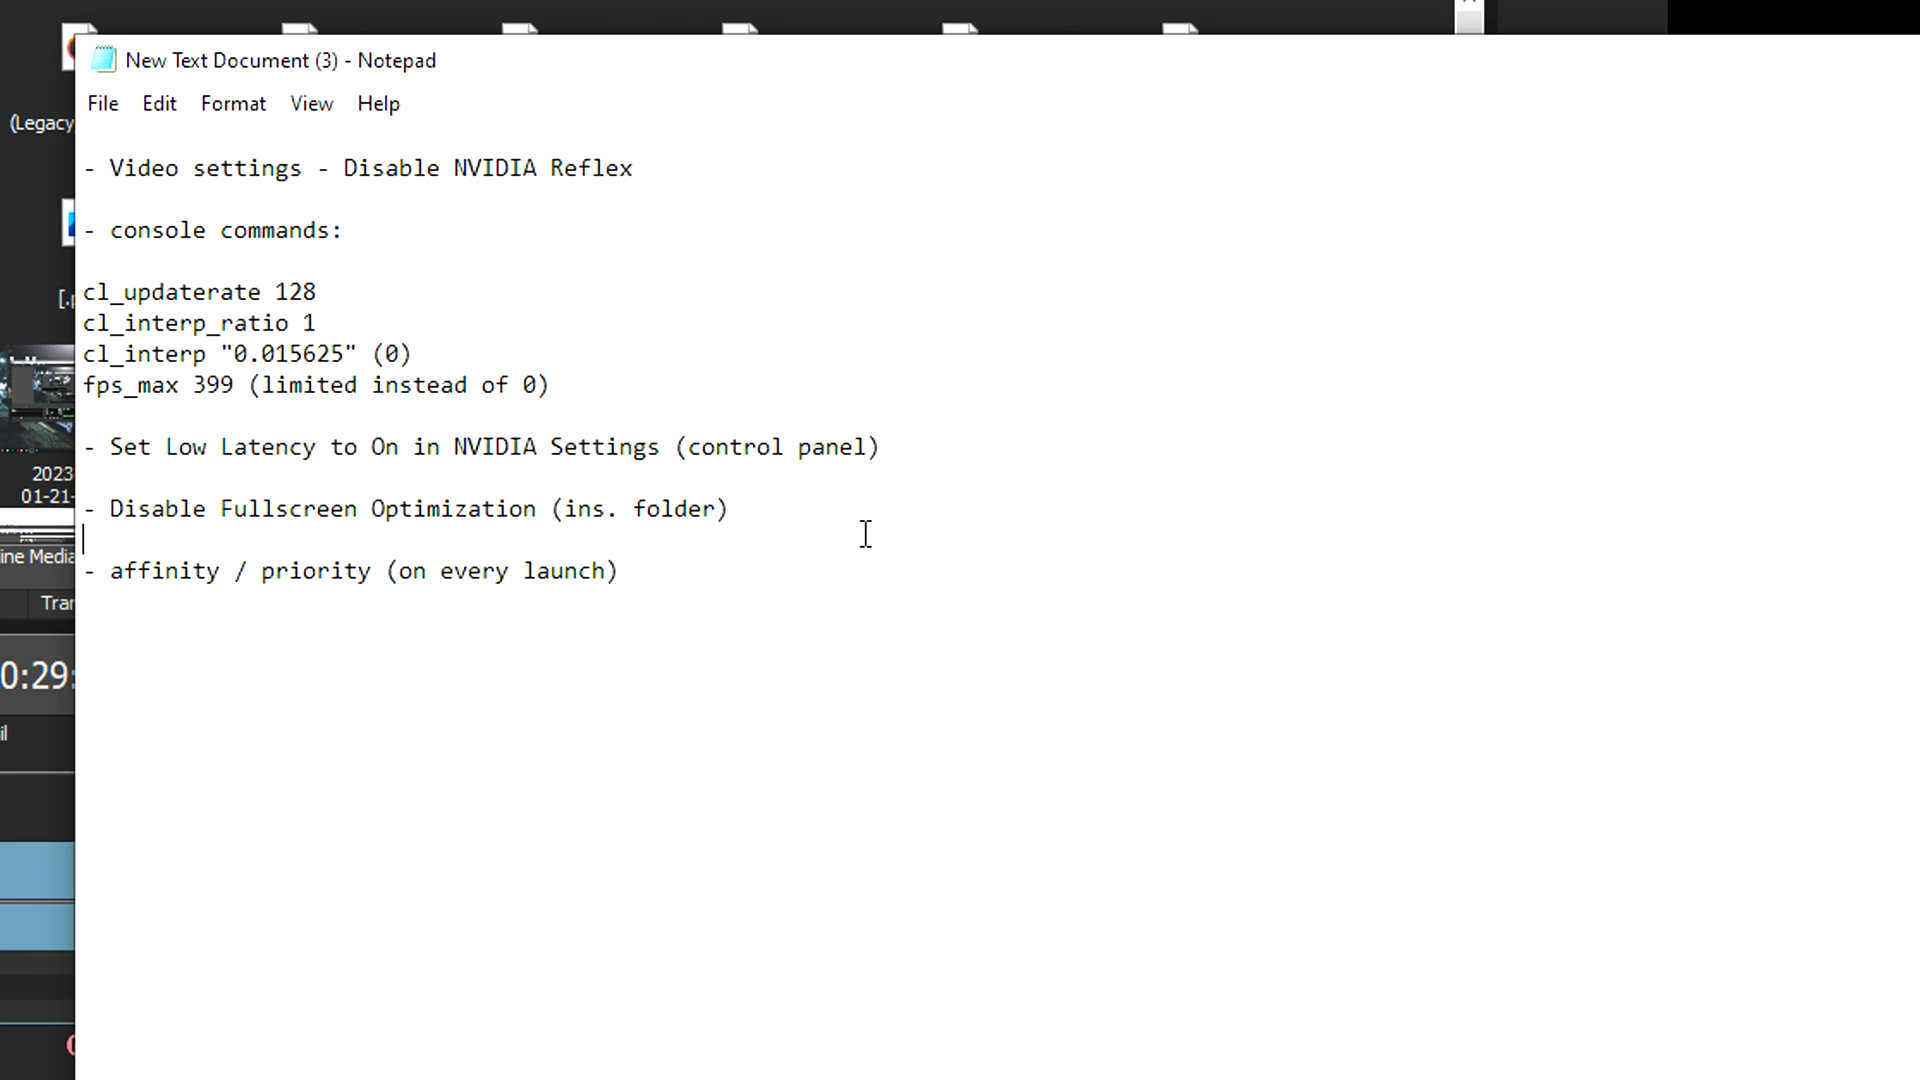 New Text Document (3) - Notepad
File Edit Format View Help
(Legacy
- Video settings - Disable NVIDIA Reflex
- console commands:
cl_updaterate 128
cl_interp_ratio 1
cl_interp "0.015625" (0)
fps_max 399 (limited instead of 0)
- Set Low Latency to On in NVIDIA Settings (control panel)
- Disable Fullscreen Optimization (ins. folder)
- affinity / priority (on every launch)
2023
01-21-
ine Media
Tran
0:29:
il